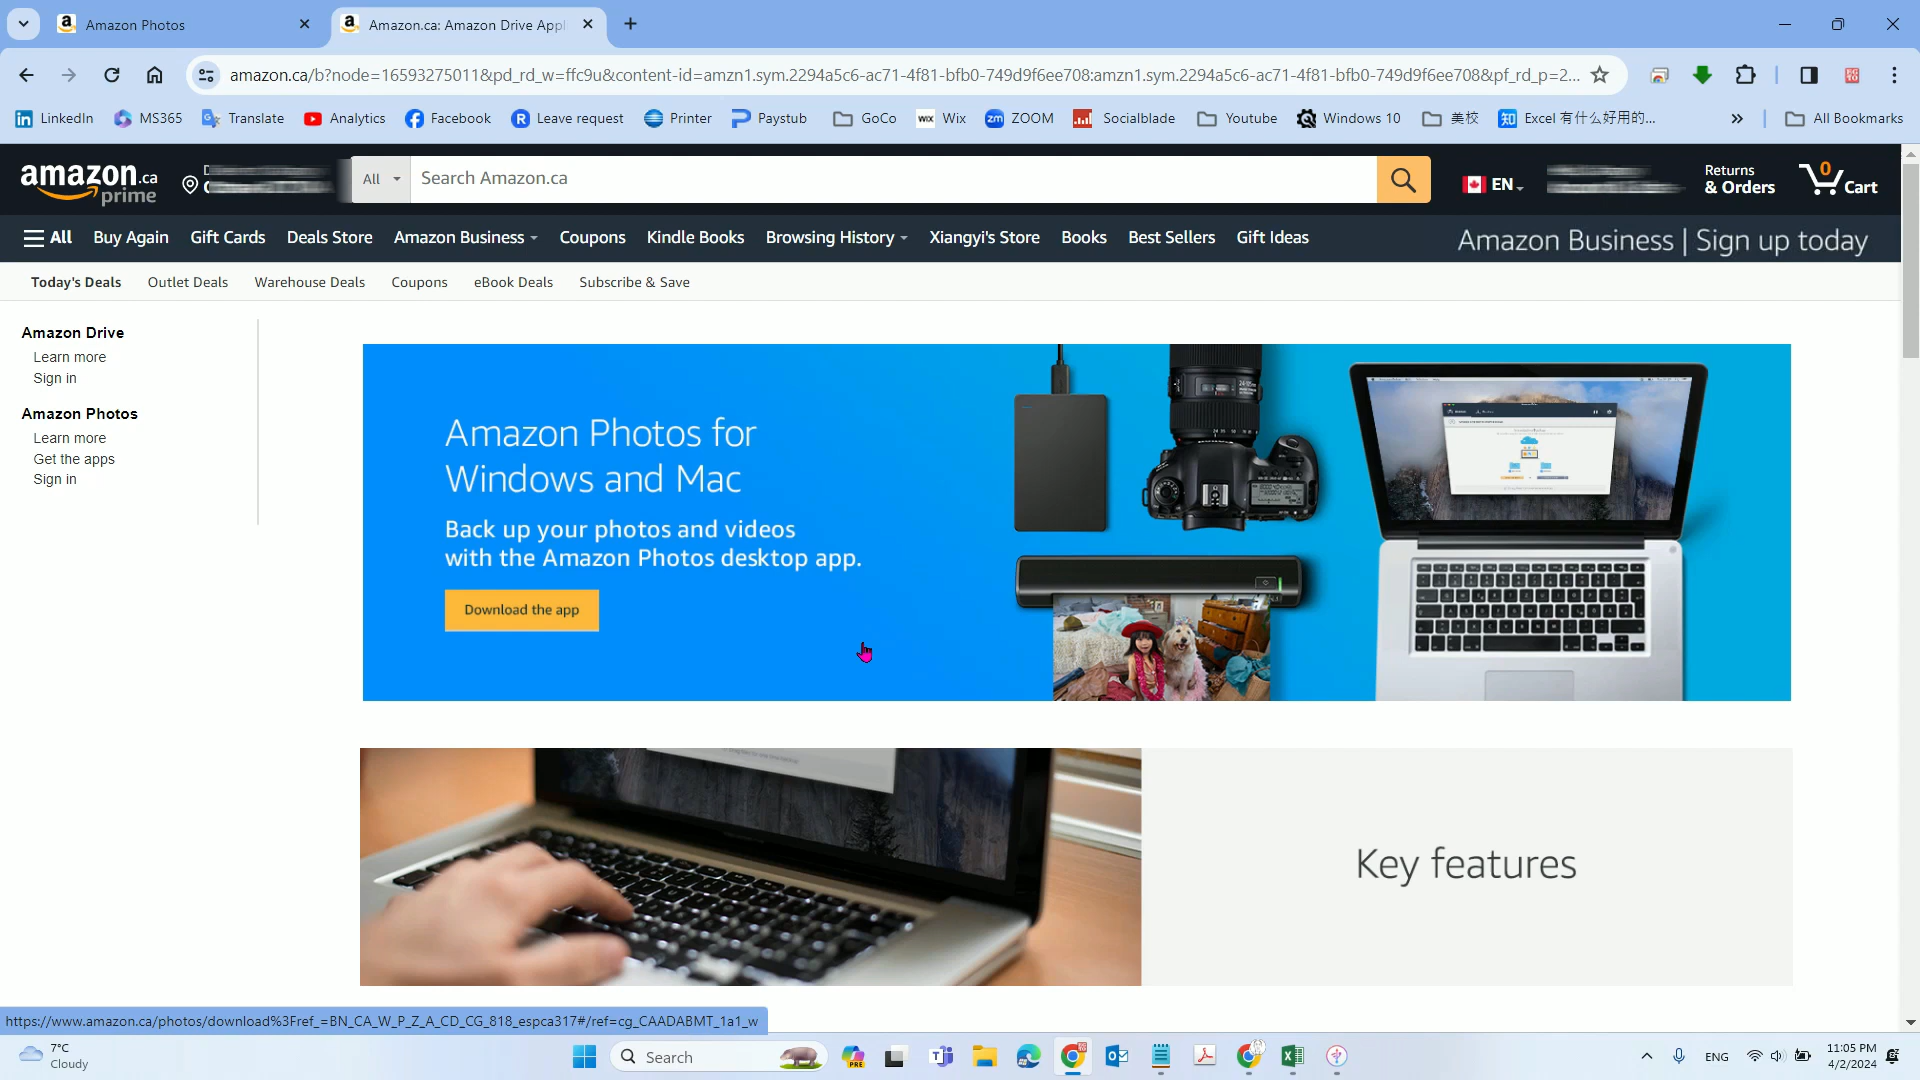 Amazon Photos
Amazon.ca: Amazon Drive Appl
amazon.ca/b?node=16593275011&pd_rd_w=ffc9u&content-id=amzn1.sym.2294a5c6-ac71-4f81-bfb0-749d9f6ee708:amzn1.sym.2294a5c6-ac71-4f81-bfb0-749d9f6ee708&pf_rd_p=2...
LinkedIn MS365 Translate Analytics Facebook Leave request Printer Paystub GoCo Wix ZOOM Socialblade Youtube Windows 10 美校 Excel 有什么好用的... All Bookmarks
amazon.ca
prime
All
Search Amazon.ca
EN
Returns
& Orders
0
Cart
All Buy Again Gift Cards Deals Store Amazon Business Coupons Kindle Books Browsing History Xiangyi's Store Books Best Sellers Gift Ideas
Amazon Business | Sign up today
Today's Deals Outlet Deals Warehouse Deals Coupons eBook Deals Subscribe & Save
Amazon Drive
Learn more
Sign in
Amazon Photos
Learn more
Get the apps
Sign in
Amazon Photos for
Windows and Mac
Back up your photos and videos
with the Amazon Photos desktop app.
Download the app
Key features
https://www.amazon.ca/photos/download%3Fref_=BN_CA_W_P_Z_A_CD_CG_818_espca317#/ref=cg_CAADABMT_1a1_w
7°C
Cloudy
Search
ENG
11:05 PM
4/2/2024